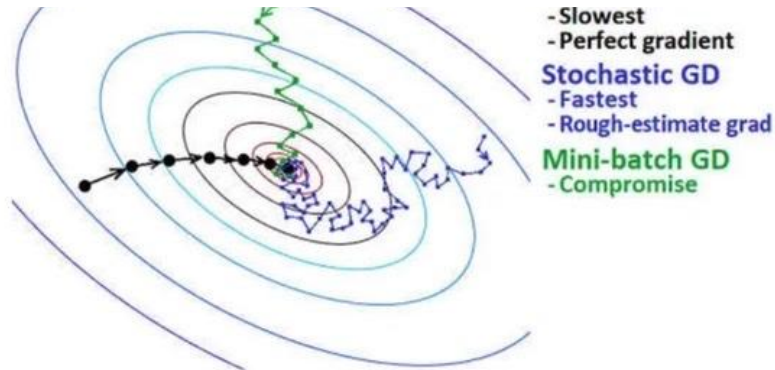 - Slowest
- Perfect gradient
Stochastic GD
- Fastest
- Rough-estimate grad
Mini-batch GD
- Compromise